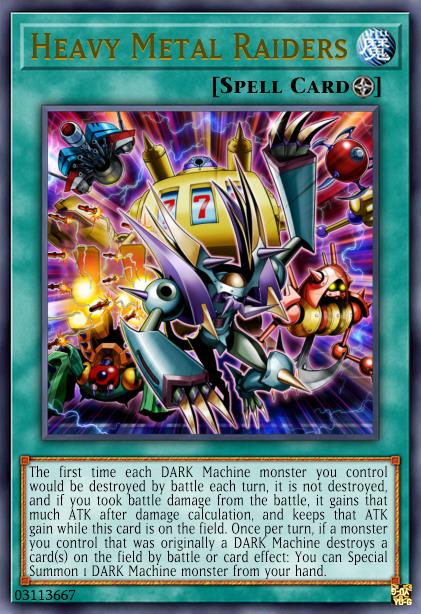 HEAVY METAL RAIDERS
魔
[SPELL CARD]
7 7 7
The first time each DARK Machine monster you control
would be destroyed by battle each turn, it is not destroyed,
and if you took battle damage from the battle, it gains that
much ATK after damage calculation, and keeps that ATK
gain while this card is on the field. Once per turn, if a monster
you control that was originally a DARK Machine destroys a
card(s) on the field by battle or card effect: You can Special
Summon 1 DARK Machine monster from your hand.
03113667